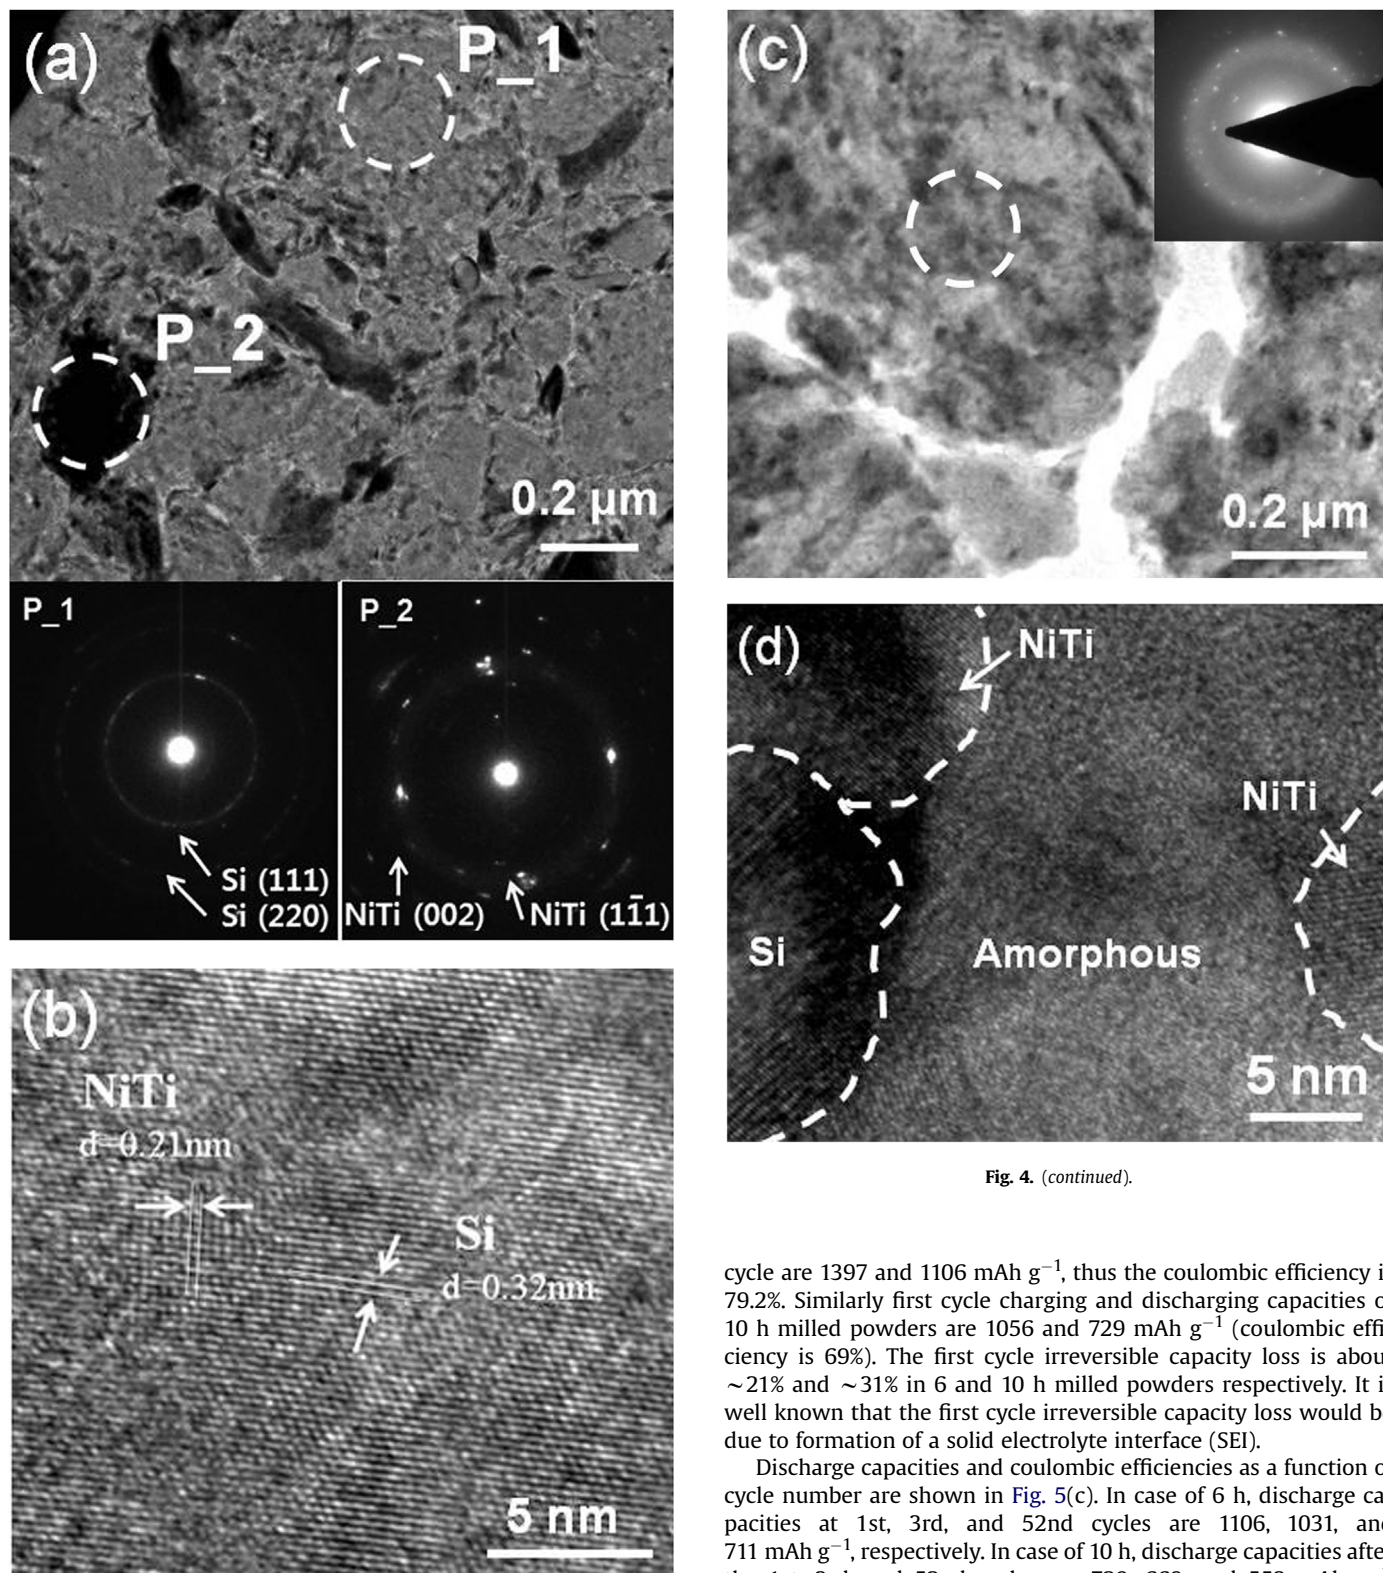 (a)
P_1
P_2
0.2 µm
P_1
Si (111)
Si (220)
P_2
NiTi (002)
NiTi (11̄1)
(b)
NiTi
d=0.21nm
Si
d=0.32nm
5 nm
(c)
0.2 µm
(d)
NiTi
NiTi
Si
Amorphous
5 nm
Fig. 4. (continued).
cycle are 1397 and 1106 mAh g⁻¹, thus the coulombic efficiency i
79.2%. Similarly first cycle charging and discharging capacities o
10 h milled powders are 1056 and 729 mAh g⁻¹ (coulombic effi
ciency is 69%). The first cycle irreversible capacity loss is abou
∼21% and ∼31% in 6 and 10 h milled powders respectively. It i
well known that the first cycle irreversible capacity loss would b
due to formation of a solid electrolyte interface (SEI).
Discharge capacities and coulombic efficiencies as a function o
cycle number are shown in Fig. 5(c). In case of 6 h, discharge ca
pacities at 1st, 3rd, and 52nd cycles are 1106, 1031, and
711 mAh g⁻¹, respectively. In case of 10 h, discharge capacities afte